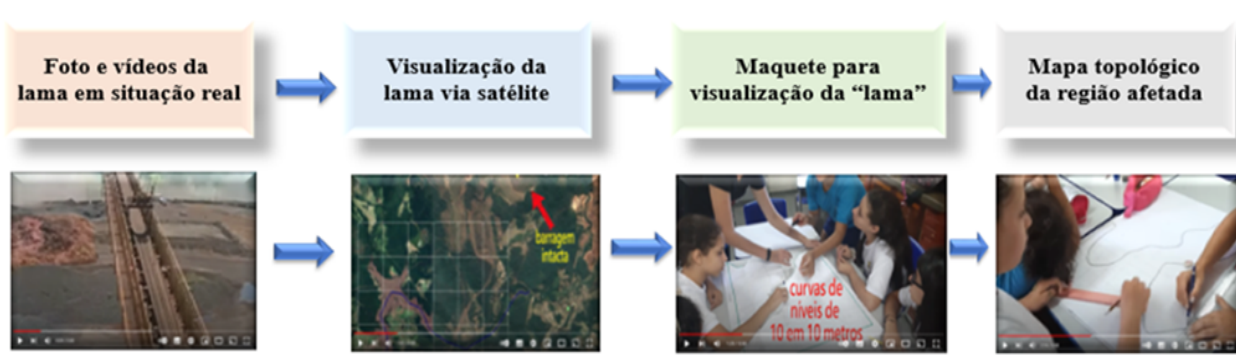 Foto e vídeos da
lama em situação real
Visualização da
lama via satélite
Maquete para
visualização da “lama”
Mapa topológico
da região afetada
barragem
intacta
curvas de
níveis de
10 em 10 metros